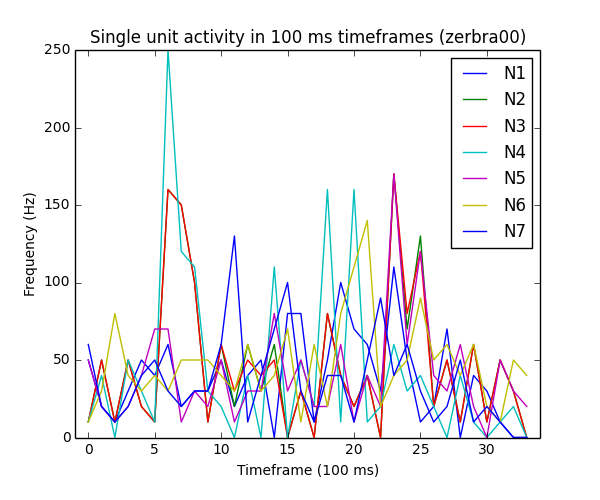 Single unit activity in 100 ms timeframes (zerbra00)
250
200
150
100
50
0
Frequency (Hz)
N1
N2
N3
N4
N5
N6
N7
0 5 10 15 20 25 30
Timeframe (100 ms)